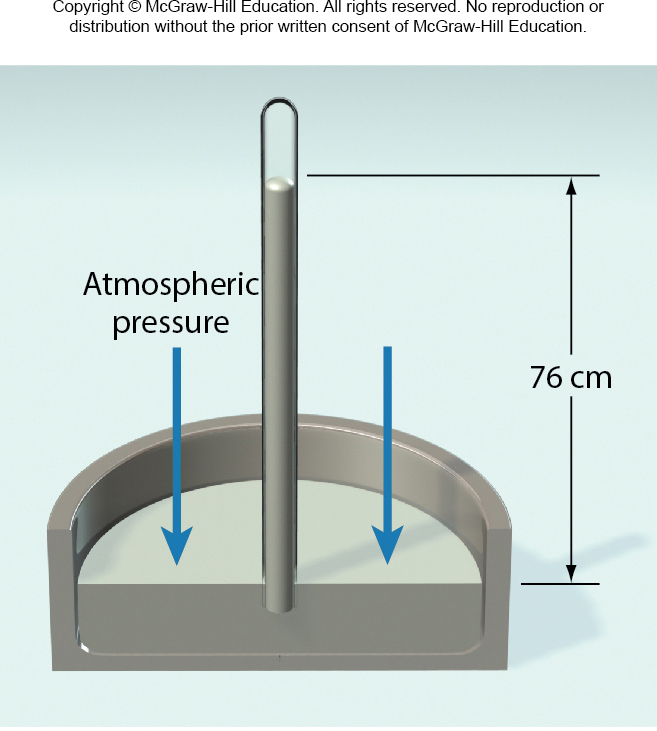 Copyright © McGraw-Hill Education. All rights reserved. No reproduction or
distribution without the prior written consent of McGraw-Hill Education.
Atmospheric
pressure
76 cm